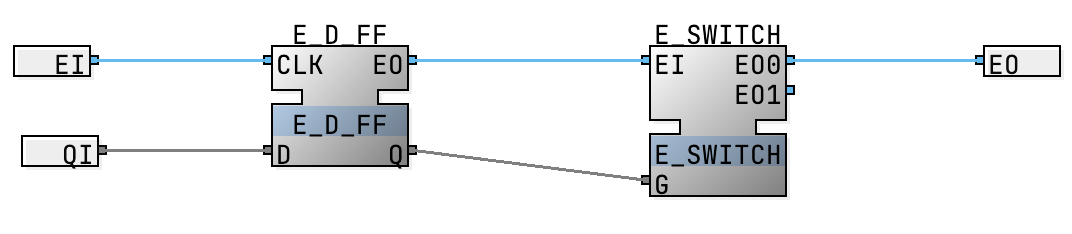 E_D_FF
E_SWITCH
EI
CLK
EO
EI
EO0
EO
EO1
E_D_FF
QI
D
Q
E_SWITCH
G